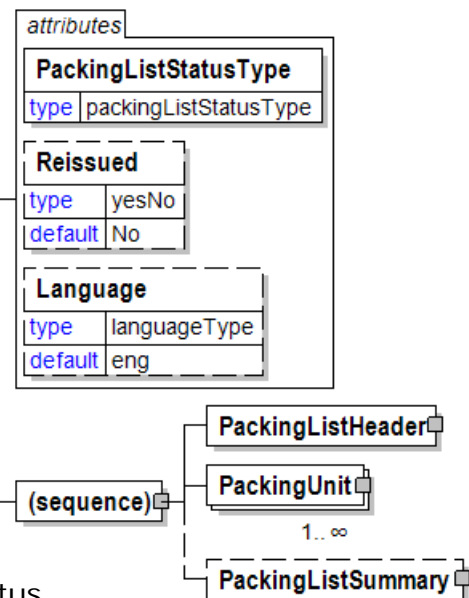 attributes
PackingListStatusType
type packingListStatusType
Reissued
type yesNo
default No
Language
type languageType
default eng
PackingListHeader
(sequence)
PackingUnit
1.. ∞
PackingListSummary